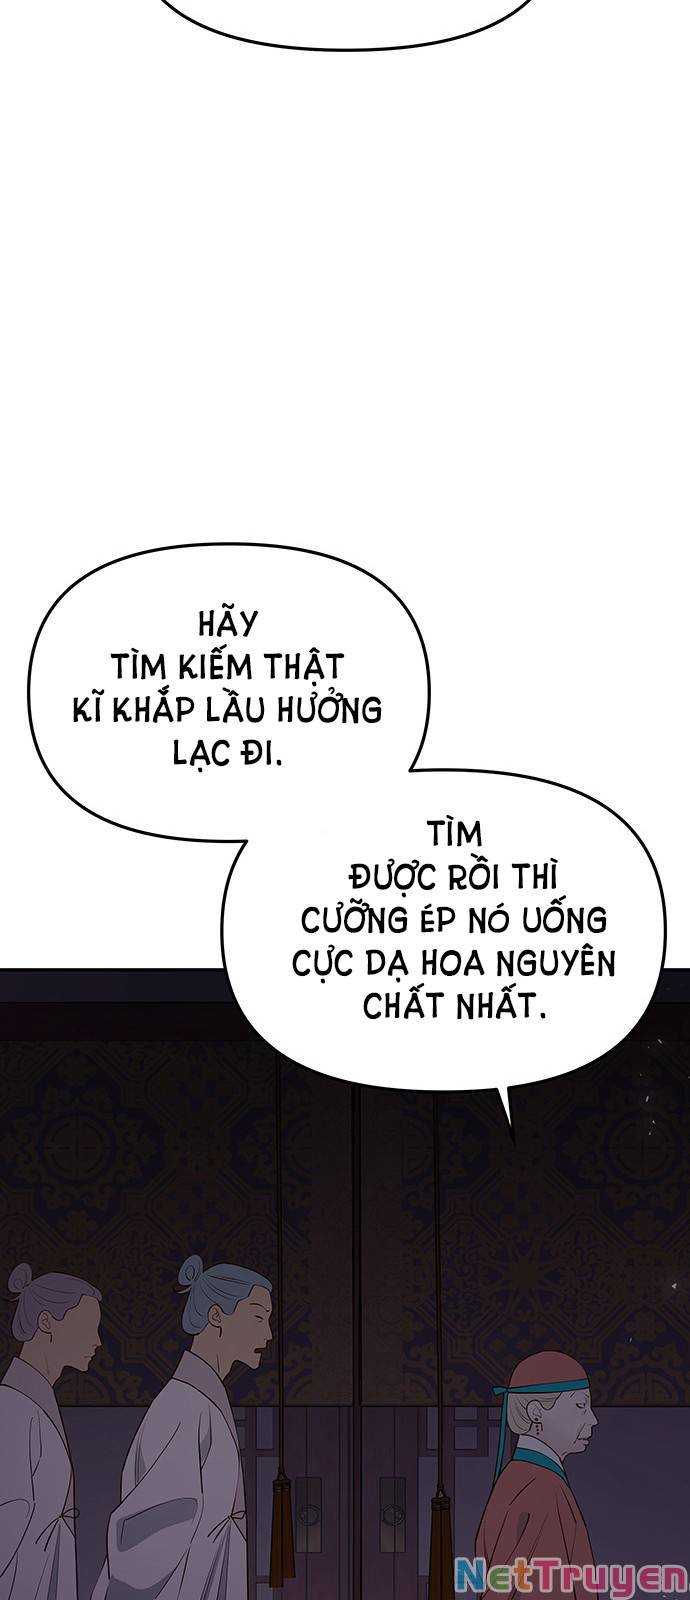 HÃY
TÌM KIẾM THẬT
KĨ KHẮP LẦU HƯỞNG
LẠC ĐI.
TÌM
ĐƯỢC RỒI THÌ
CƯỠNG ÉP NÓ UỐNG
CỰC DẠ HOA NGUYÊN
CHẤT NHẤT.
NetTruyen